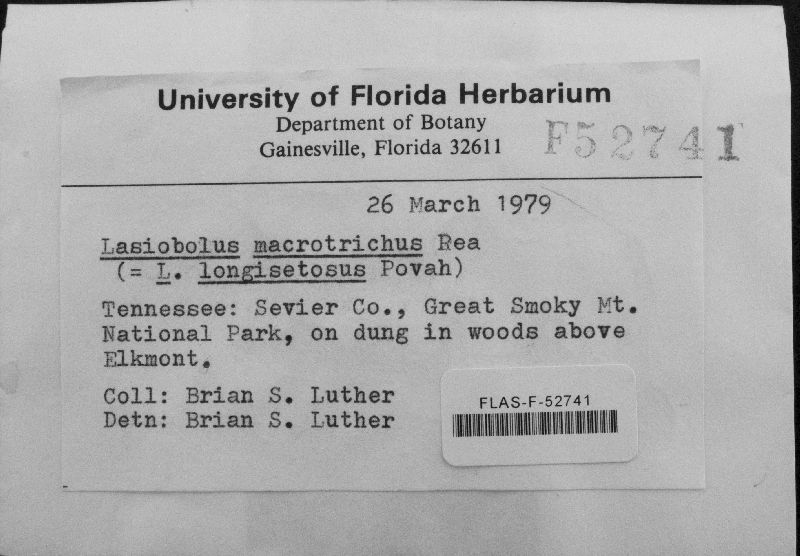 University of Florida Herbarium
Department of Botany
Gainesville, Florida 32611
F52741
26 March 1979
Lasiobolus macrotrichus Rea
(= L. longisetosus Povah)
Tennessee: Sevier Co., Great Smoky Mt.
National Park, on dung in woods above
Elkmont.
Coll: Brian S. Luther
Detn: Brian S. Luther
FLAS-F-52741